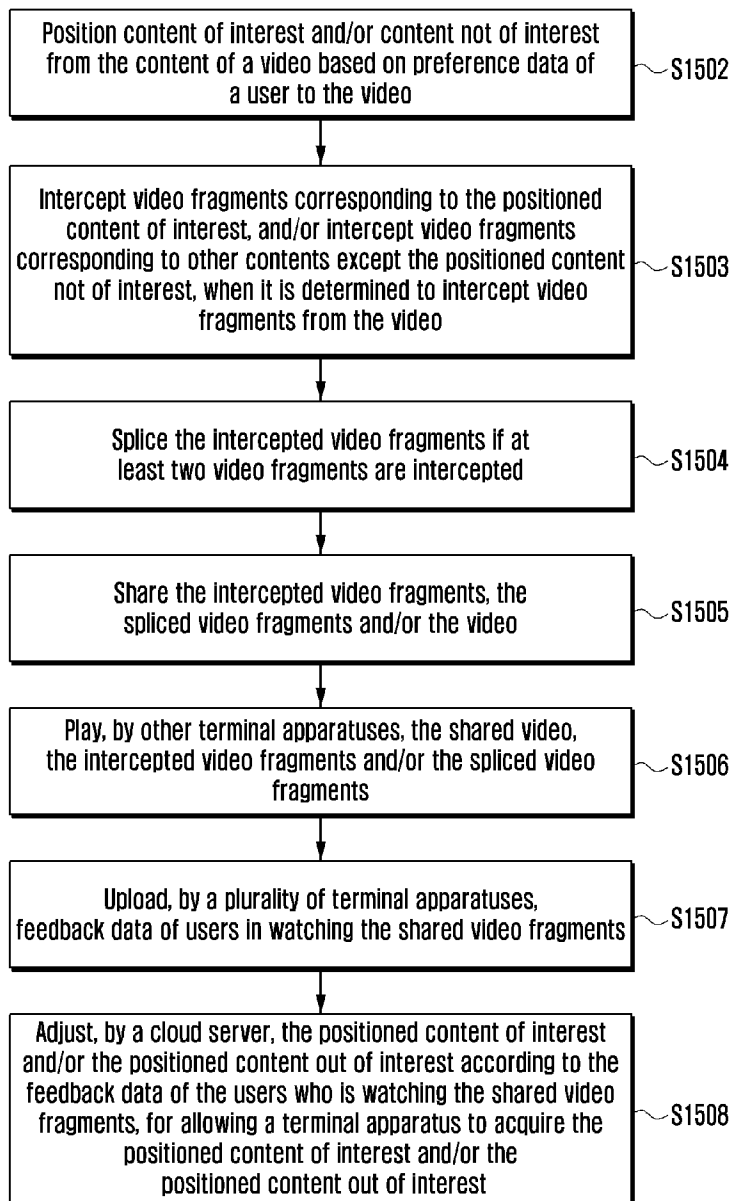 Position content of interest and/or content not of interest
from the content of a video based on preference data of
a user to the video
S1502
Intercept video fragments corresponding to the positioned
content of interest, and/or intercept video fragments
corresponding to other contents except the positioned content
not of interest, when it is determined to intercept video
fragments from the video
S1503
Splice the intercepted video fragments if at
least two video fragments are intercepted
S1504
Share the intercepted video fragments, the
spliced video fragments and/or the video
S1505
Play, by other terminal apparatuses, the shared video,
the intercepted video fragments and/or the spliced video
fragments
S1506
Upload, by a plurality of terminal apparatuses,
feedback data of users in watching the shared video fragments
S1507
Adjust, by a cloud server, the positioned content of interest
and/or the positioned content out of interest according to the
feedback data of the users who is watching the shared video
fragments, for allowing a terminal apparatus to acquire the
positioned content of interest and/or the
positioned content out of interest
S1508